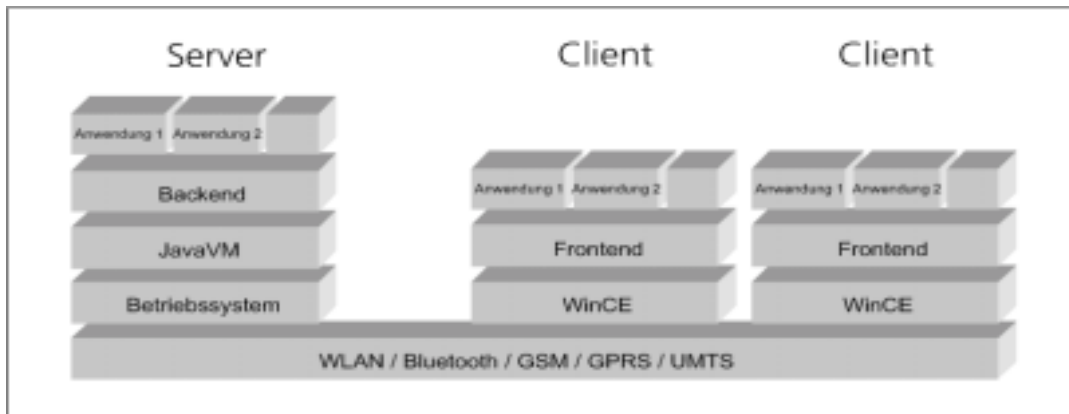 Server
Client
Client
Anwendung 1
Anwendung 2
Backend
JavaVM
Betriebssystem
Anwendung 1
Anwendung 2
Frontend
WinCE
Anwendung 1
Anwendung 2
Frontend
WinCE
WLAN / Bluetooth / GSM / GPRS / UMTS